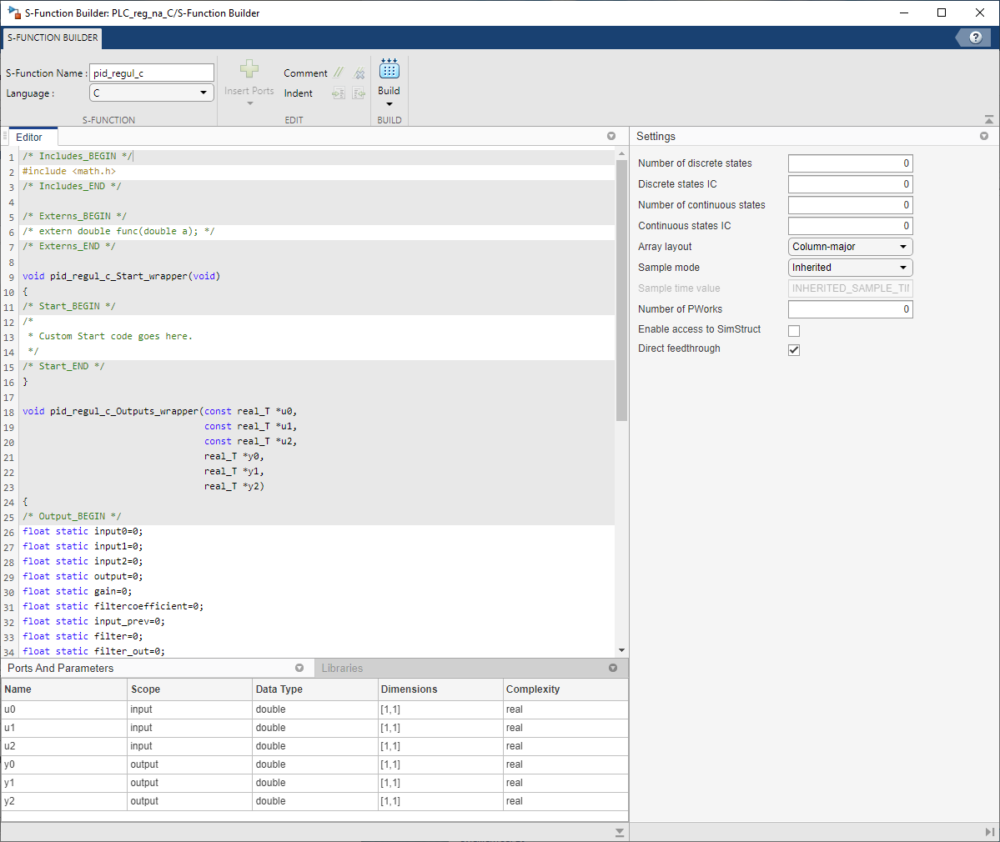 S-Function Builder: PLC_reg_na_C/S-Function Builder
S-FUNCTION BUILDER
S-Function Name : pid_regul_c
Language : C
S-FUNCTION
Insert Ports
Comment
Indent
EDIT
Build
BUILD
Editor
1 /* Includes_BEGIN */
2 #include <math.h>
3 /* Includes_END */
4
5 /* Externs_BEGIN */
6 /* extern double func(double a); */
7 /* Externs_END */
8
9 void pid_regul_c_Start_wrapper(void)
10 {
11 /* Start_BEGIN */
12 /*
13  * Custom Start code goes here.
14  */
15 /* Start_END */
16 }
17
18 void pid_regul_c_Outputs_wrapper(const real_T *u0,
19 const real_T *u1,
20 const real_T *u2,
21 real_T *y0,
22 real_T *y1,
23 real_T *y2)
24 {
25 /* Output_BEGIN */
26 float static input0=0;
27 float static input1=0;
28 float static input2=0;
29 float static output=0;
30 float static gain=0;
31 float static filtercoefficient=0;
32 float static input_prev=0;
33 float static filter=0;
34 float static filter_out=0;
Settings
Number of discrete states 0
Discrete states IC 0
Number of continuous states 0
Continuous states IC 0
Array layout Column-major
Sample mode Inherited
Sample time value INHERITED_SAMPLE_TI
Number of PWorks 0
Enable access to SimStruct
Direct feedthrough
Ports And Parameters
Libraries
Name Scope Data Type Dimensions Complexity
u0 input double [1,1] real
u1 input double [1,1] real
u2 input double [1,1] real
y0 output double [1,1] real
y1 output double [1,1] real
y2 output double [1,1] real